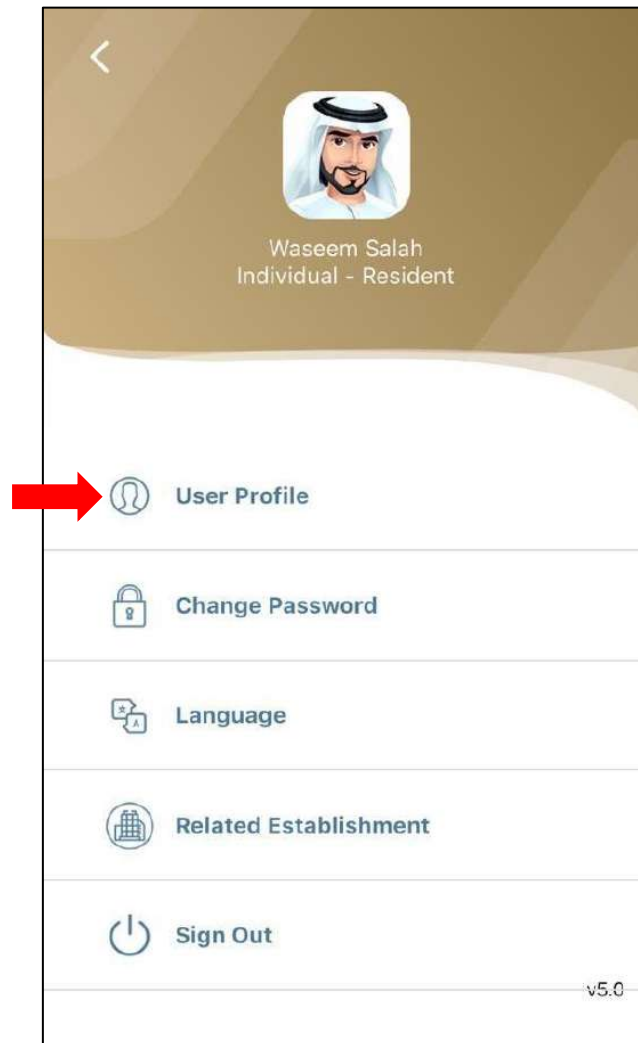 Waseem Salah
Individual - Resident
User Profile
Change Password
Language
Related Establishment
Sign Out
v5.0